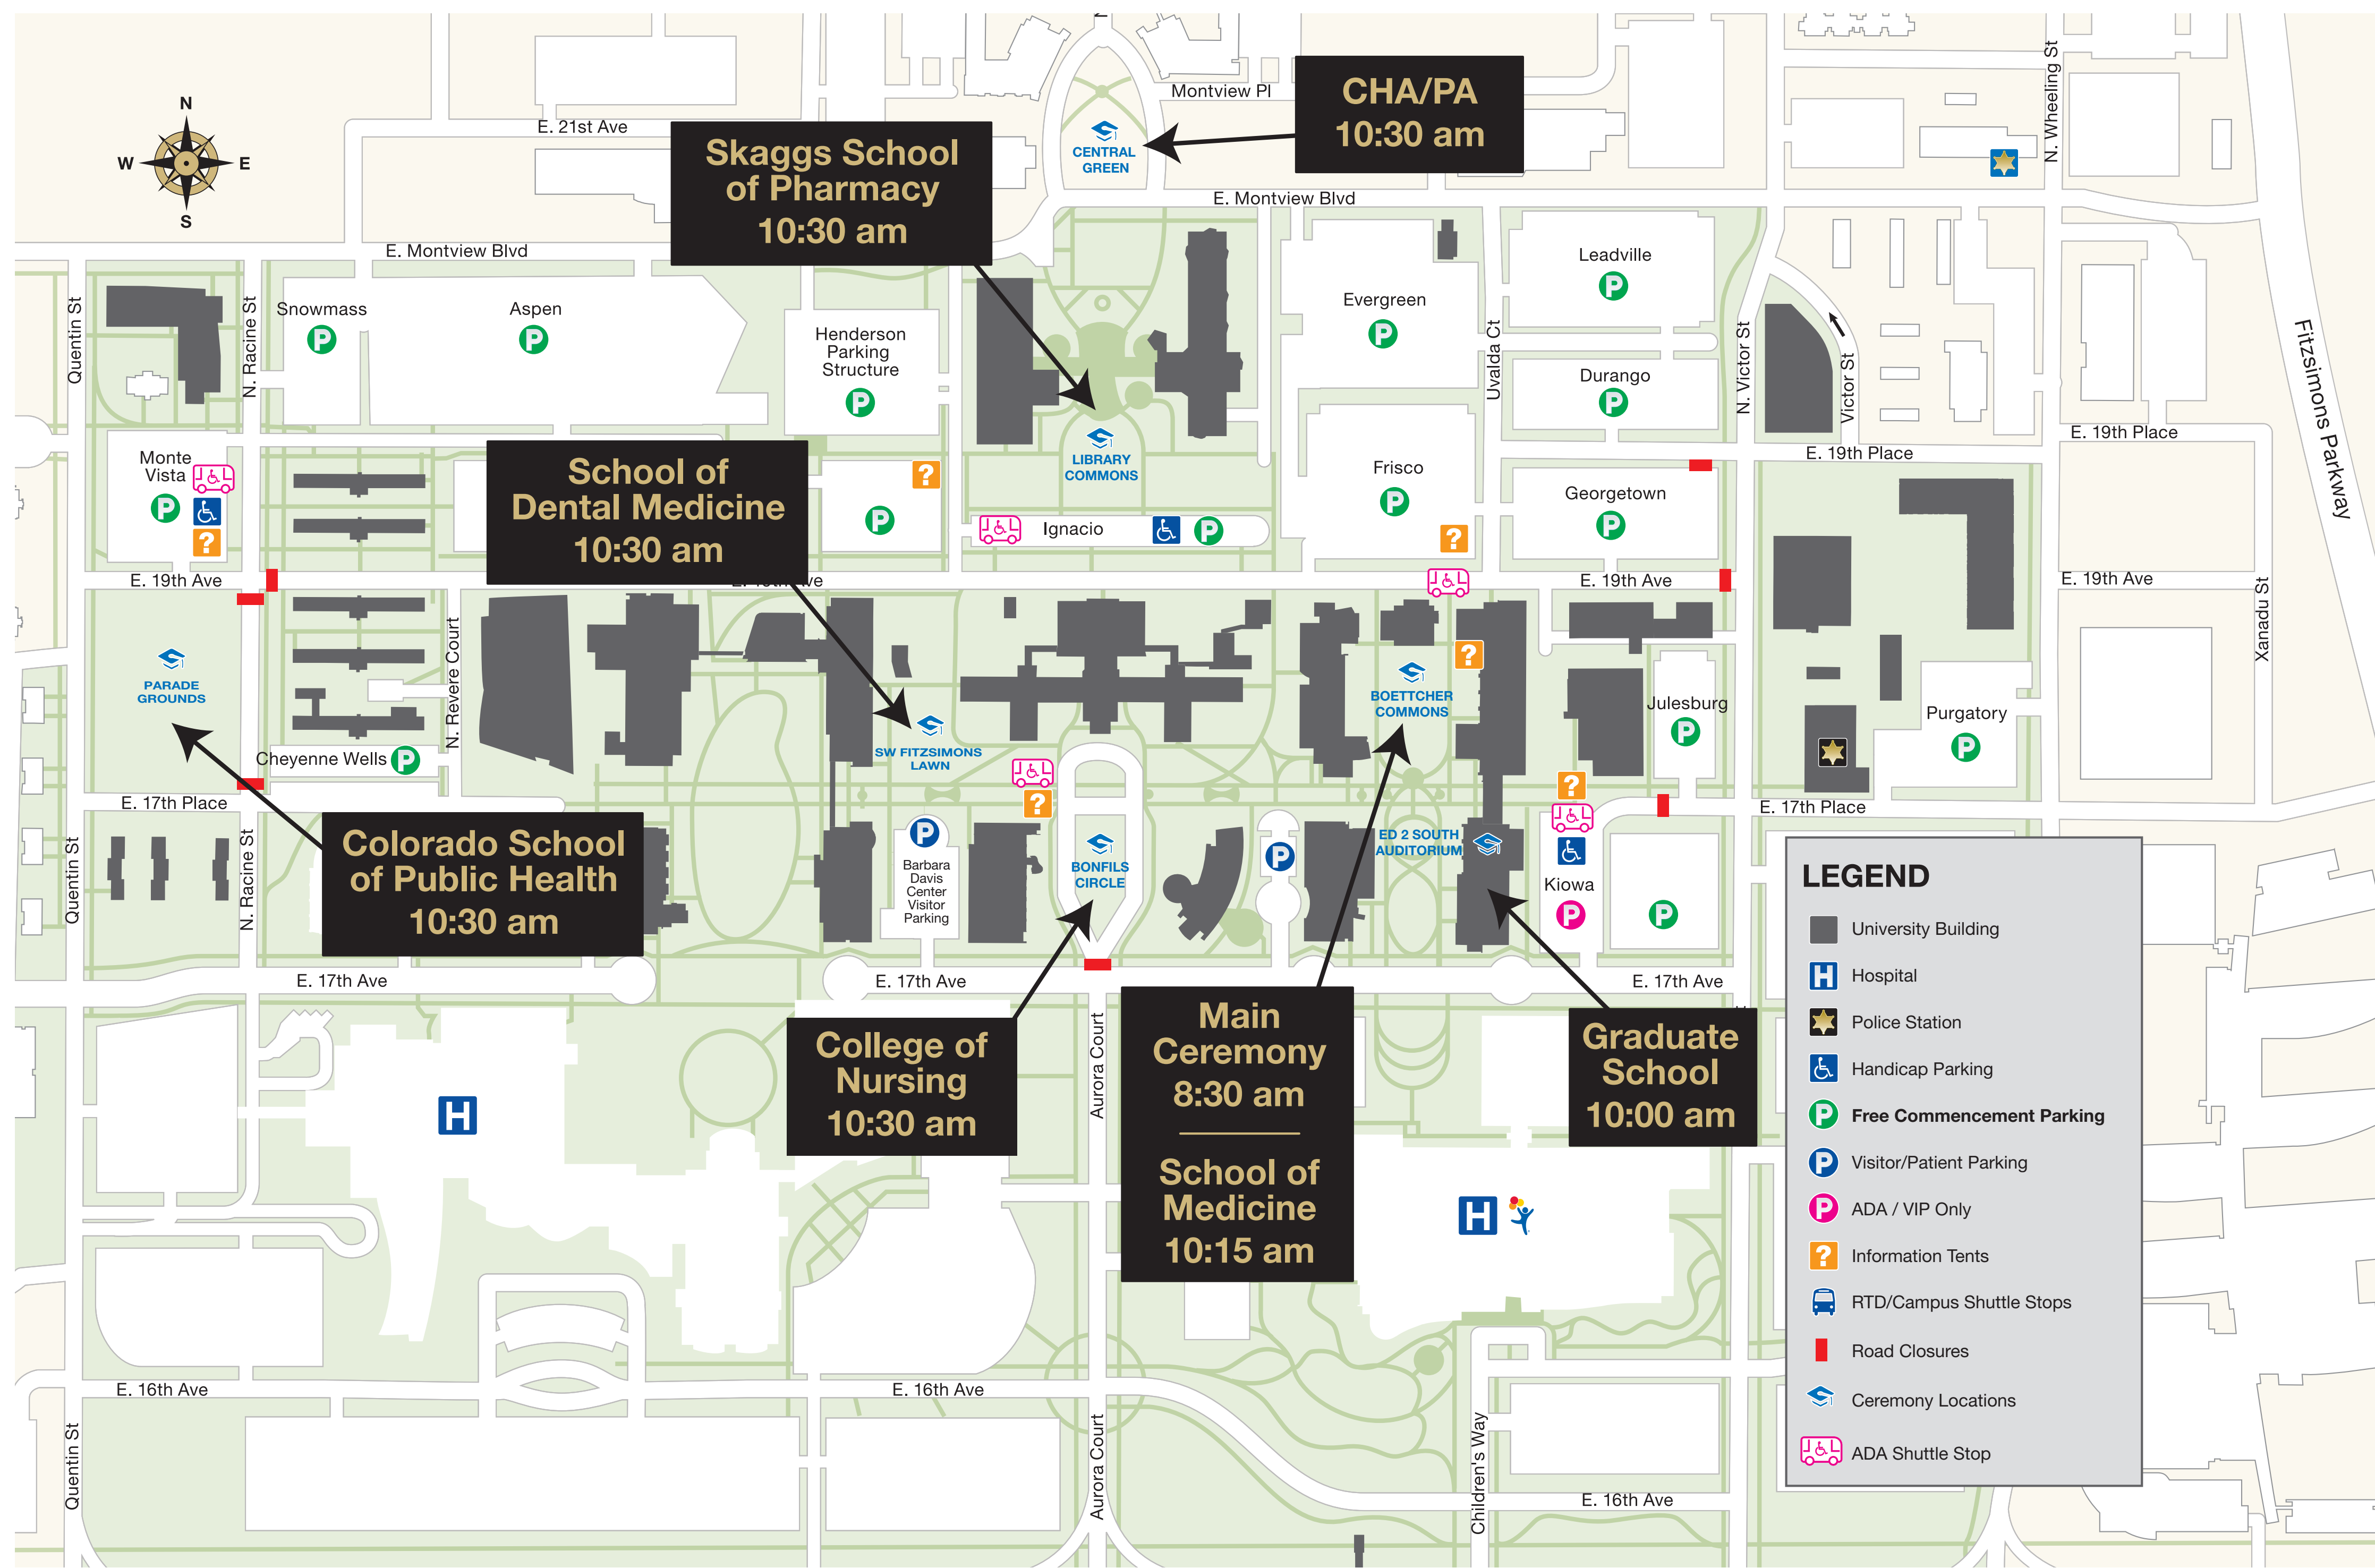 N
W
E
S
Montview Pl
CHA/PA
10:30 am
E. 21st Ave
Skaggs School
of Pharmacy
10:30 am
CENTRAL
GREEN
N. Wheeling St
E. Montview Blvd
E. Montview Blvd
Quentin St
N. Racine St
Snowmass
P
Aspen
P
Henderson
Parking
Structure
P
Evergreen
P
Leadville
P
Uvalda Ct
Durango
P
N. Victor St
Victor St
Fitzsimons Parkway
E. 19th Place
E. 19th Place
Monte
Vista
P
?
School of
Dental Medicine
10:30 am
?
P
LIBRARY
COMMONS
Ignacio
P
Frisco
P
?
Georgetown
P
E. 19th Ave
E. 19th Ave
E. 19th Ave
Xanadu St
PARADE
GROUNDS
N. Revere Court
Cheyenne Wells
P
SW FITZSIMONS
LAWN
?
BOETTCHER
COMMONS
?
Julesburg
P
Purgatory
P
E. 17th Place
E. 17th Place
Quentin St
N. Racine St
Colorado School
of Public Health
10:30 am
P
Barbara
Davis
Center
Visitor
Parking
BONFILS
CIRCLE
P
ED 2 SOUTH
AUDITORIUM
?
Kiowa
P
P
E. 17th Ave
E. 17th Ave
E. 17th Ave
College of
Nursing
10:30 am
Aurora Court
Main
Ceremony
8:30 am
School of
Medicine
10:15 am
Graduate
School
10:00 am
H
H
E. 16th Ave
E. 16th Ave
E. 16th Ave
Quentin St
Aurora Court
Children's Way
LEGEND
University Building
H Hospital
Police Station
Handicap Parking
P Free Commencement Parking
P Visitor/Patient Parking
P ADA / VIP Only
? Information Tents
RTD/Campus Shuttle Stops
Road Closures
Ceremony Locations
ADA Shuttle Stop